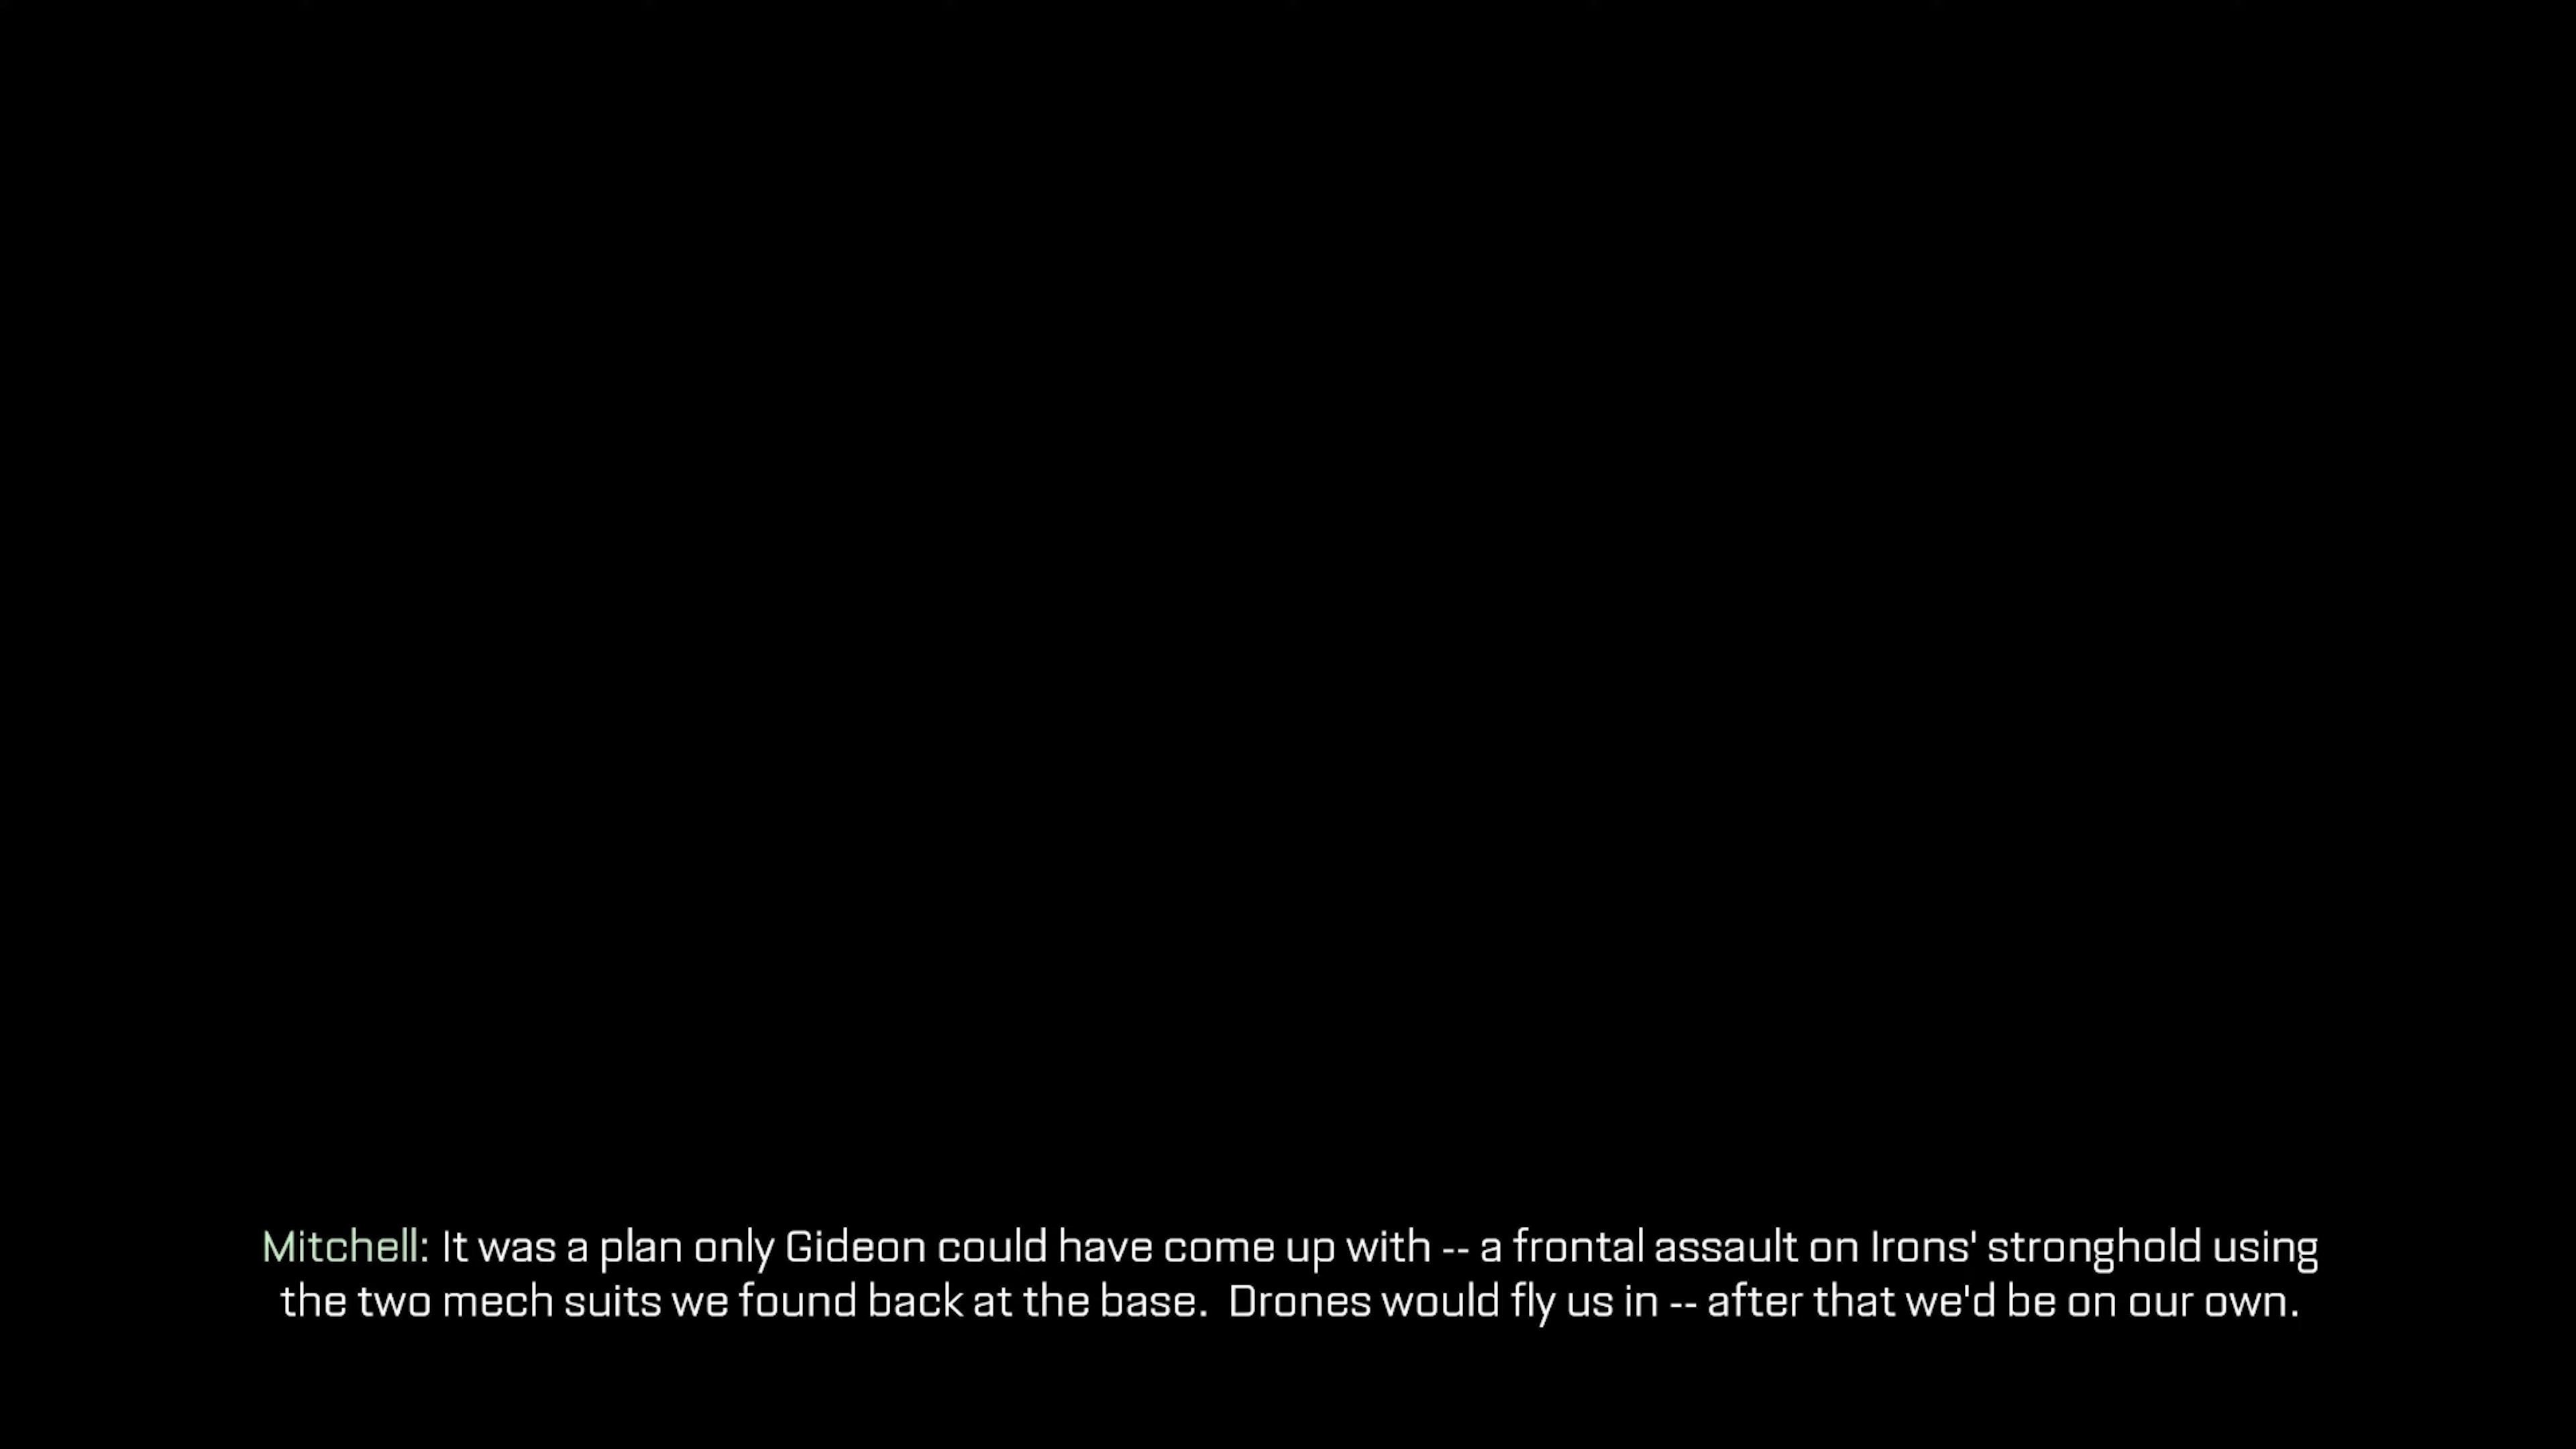 Mitchell: It was a plan only Gideon could have come up with -- a frontal assault on Irons' stronghold using
the two mech suits we found back at the base.  Drones would fly us in -- after that we'd be on our own.